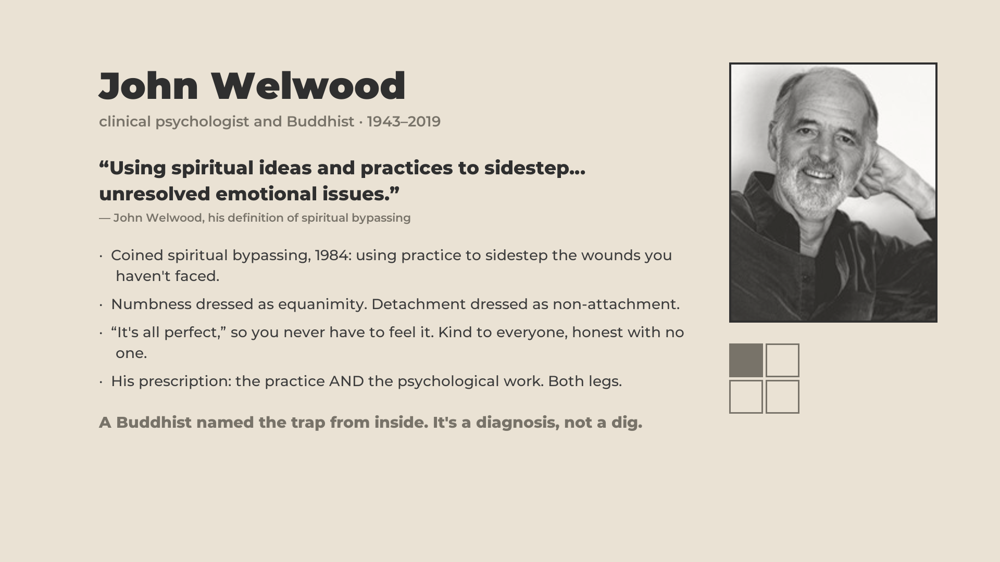 John Welwood
clinical psychologist and Buddhist · 1943–2019
“Using spiritual ideas and practices to sidestep...
unresolved emotional issues.”
— John Welwood, his definition of spiritual bypassing
· Coined spiritual bypassing, 1984: using practice to sidestep the wounds you
haven't faced.
· Numbness dressed as equanimity. Detachment dressed as non-attachment.
· “It's all perfect,” so you never have to feel it. Kind to everyone, honest with no
one.
· His prescription: the practice AND the psychological work. Both legs.
A Buddhist named the trap from inside. It's a diagnosis, not a dig.